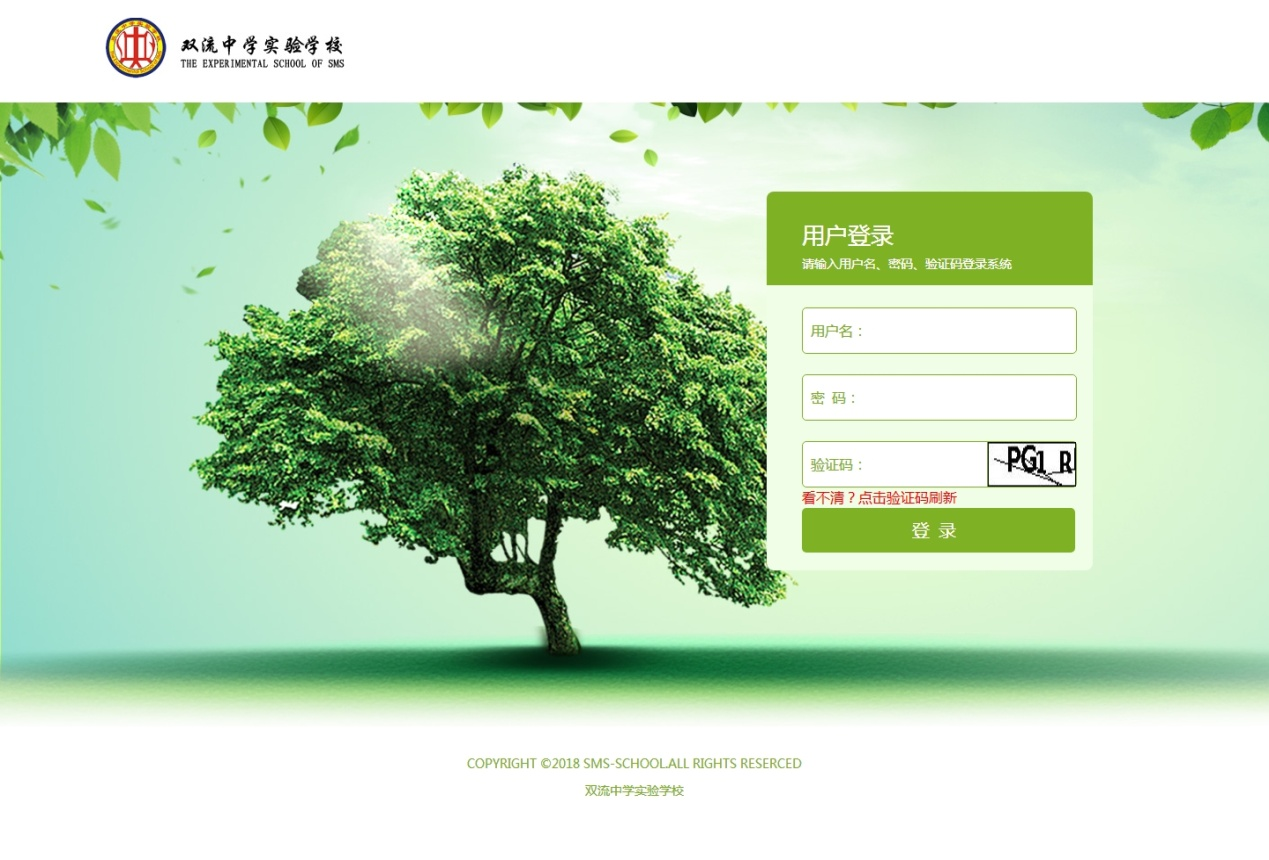 双流中学实验学校
THE EXPERIMENTAL SCHOOL OF SMS
用户登录
请输入用户名、密码、验证码登录系统
用户名：
密 码：
验证码：
PG1 R
看不清？点击验证码刷新
登 录
COPYRIGHT ©2018 SMS-SCHOOL.ALL RIGHTS RESERCED
双流中学实验学校